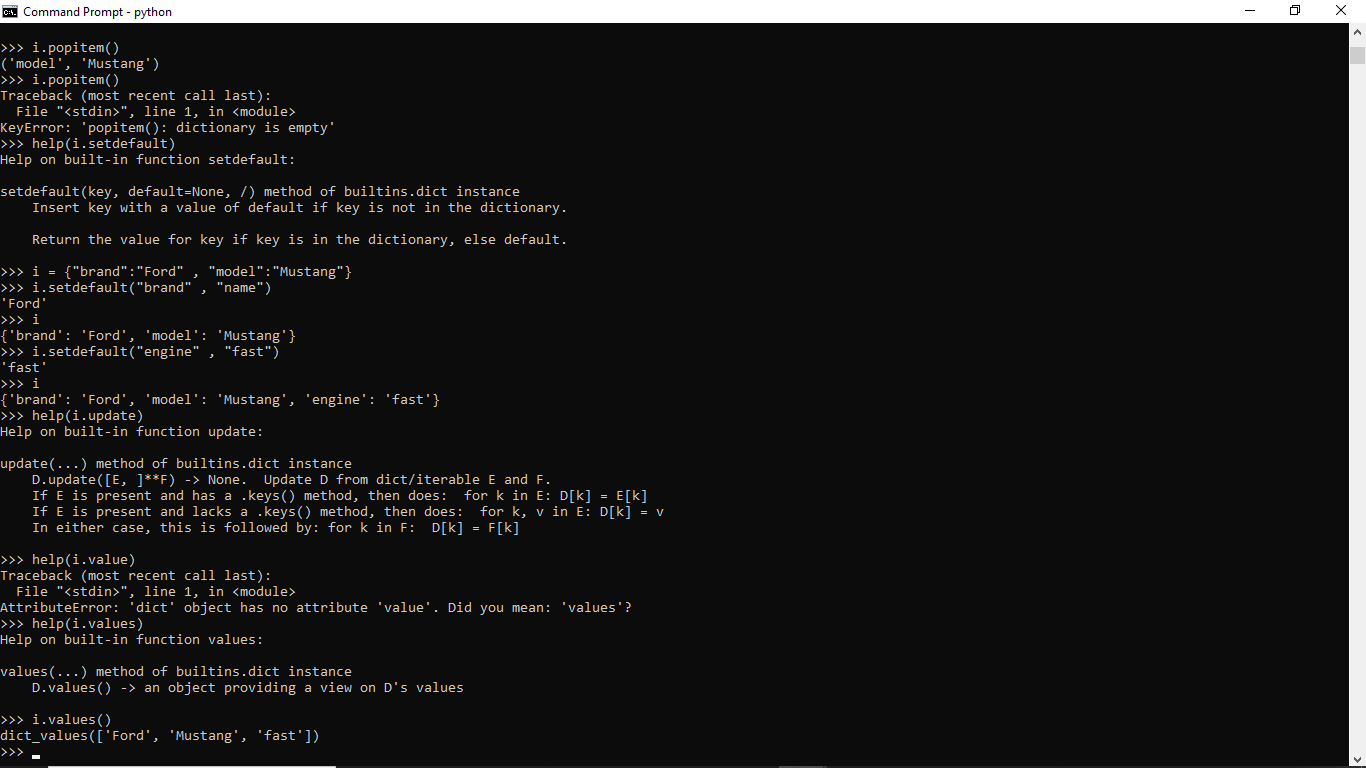 Command Prompt - python
>>> i.popitem()
('model', 'Mustang')
>>> i.popitem()
Traceback (most recent call last):
  File "<stdin>", line 1, in <module>
KeyError: 'popitem(): dictionary is empty'
>>> help(i.setdefault)
Help on built-in function setdefault:

setdefault(key, default=None, /) method of builtins.dict instance
    Insert key with a value of default if key is not in the dictionary.

    Return the value for key if key is in the dictionary, else default.

>>> i = {"brand":"Ford" , "model":"Mustang"}
>>> i.setdefault("brand" , "name")
'Ford'
>>> i
{'brand': 'Ford', 'model': 'Mustang'}
>>> i.setdefault("engine" , "fast")
'fast'
>>> i
{'brand': 'Ford', 'model': 'Mustang', 'engine': 'fast'}
>>> help(i.update)
Help on built-in function update:

update(...) method of builtins.dict instance
    D.update([E, ]**F) -> None.  Update D from dict/iterable E and F.
    If E is present and has a .keys() method, then does:  for k in E: D[k] = E[k]
    If E is present and lacks a .keys() method, then does:  for k, v in E: D[k] = v
    In either case, this is followed by: for k in F:  D[k] = F[k]

>>> help(i.value)
Traceback (most recent call last):
  File "<stdin>", line 1, in <module>
AttributeError: 'dict' object has no attribute 'value'. Did you mean: 'values'?
>>> help(i.values)
Help on built-in function values:

values(...) method of builtins.dict instance
    D.values() -> an object providing a view on D's values

>>> i.values()
dict_values(['Ford', 'Mustang', 'fast'])
>>>